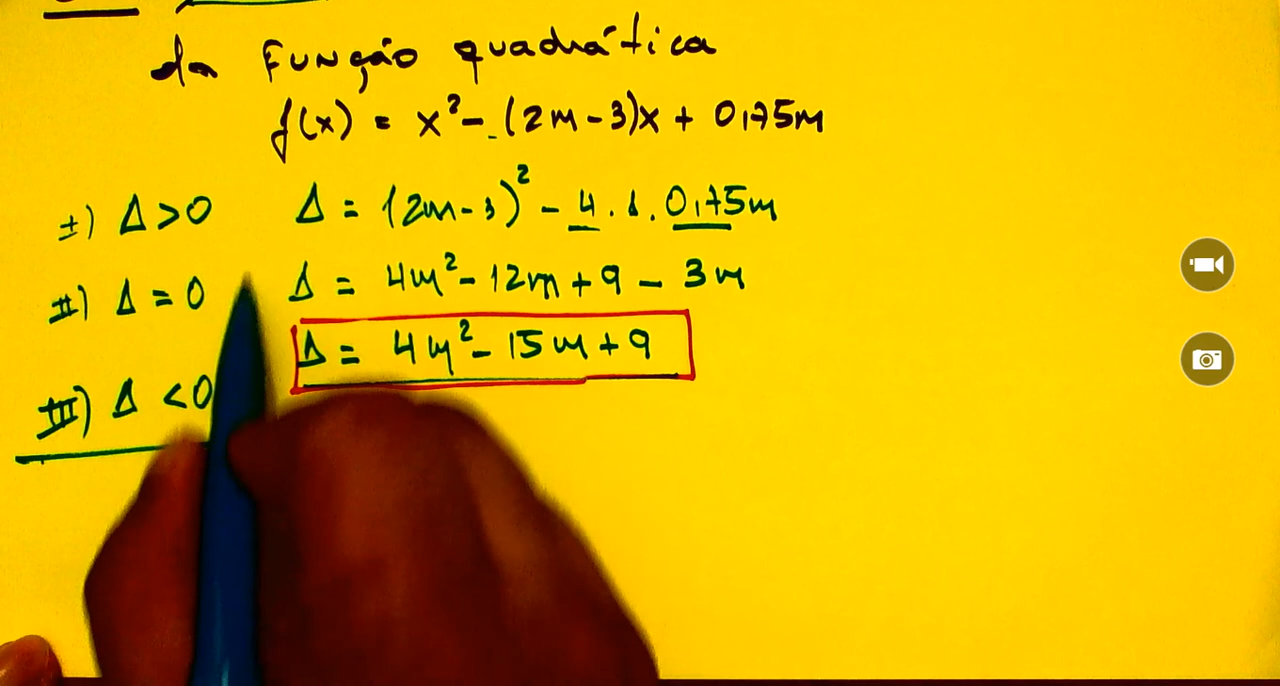 da Função quadrática
f(x) = x² - (2m - 3)x + 0,75m
I) Δ > 0
Δ = (2m - 3)² - 4 . 1 . 0,75m
II) Δ = 0
Δ = 4m² - 12m + 9 - 3m
Δ = 4m² - 15m + 9
III) Δ < 0